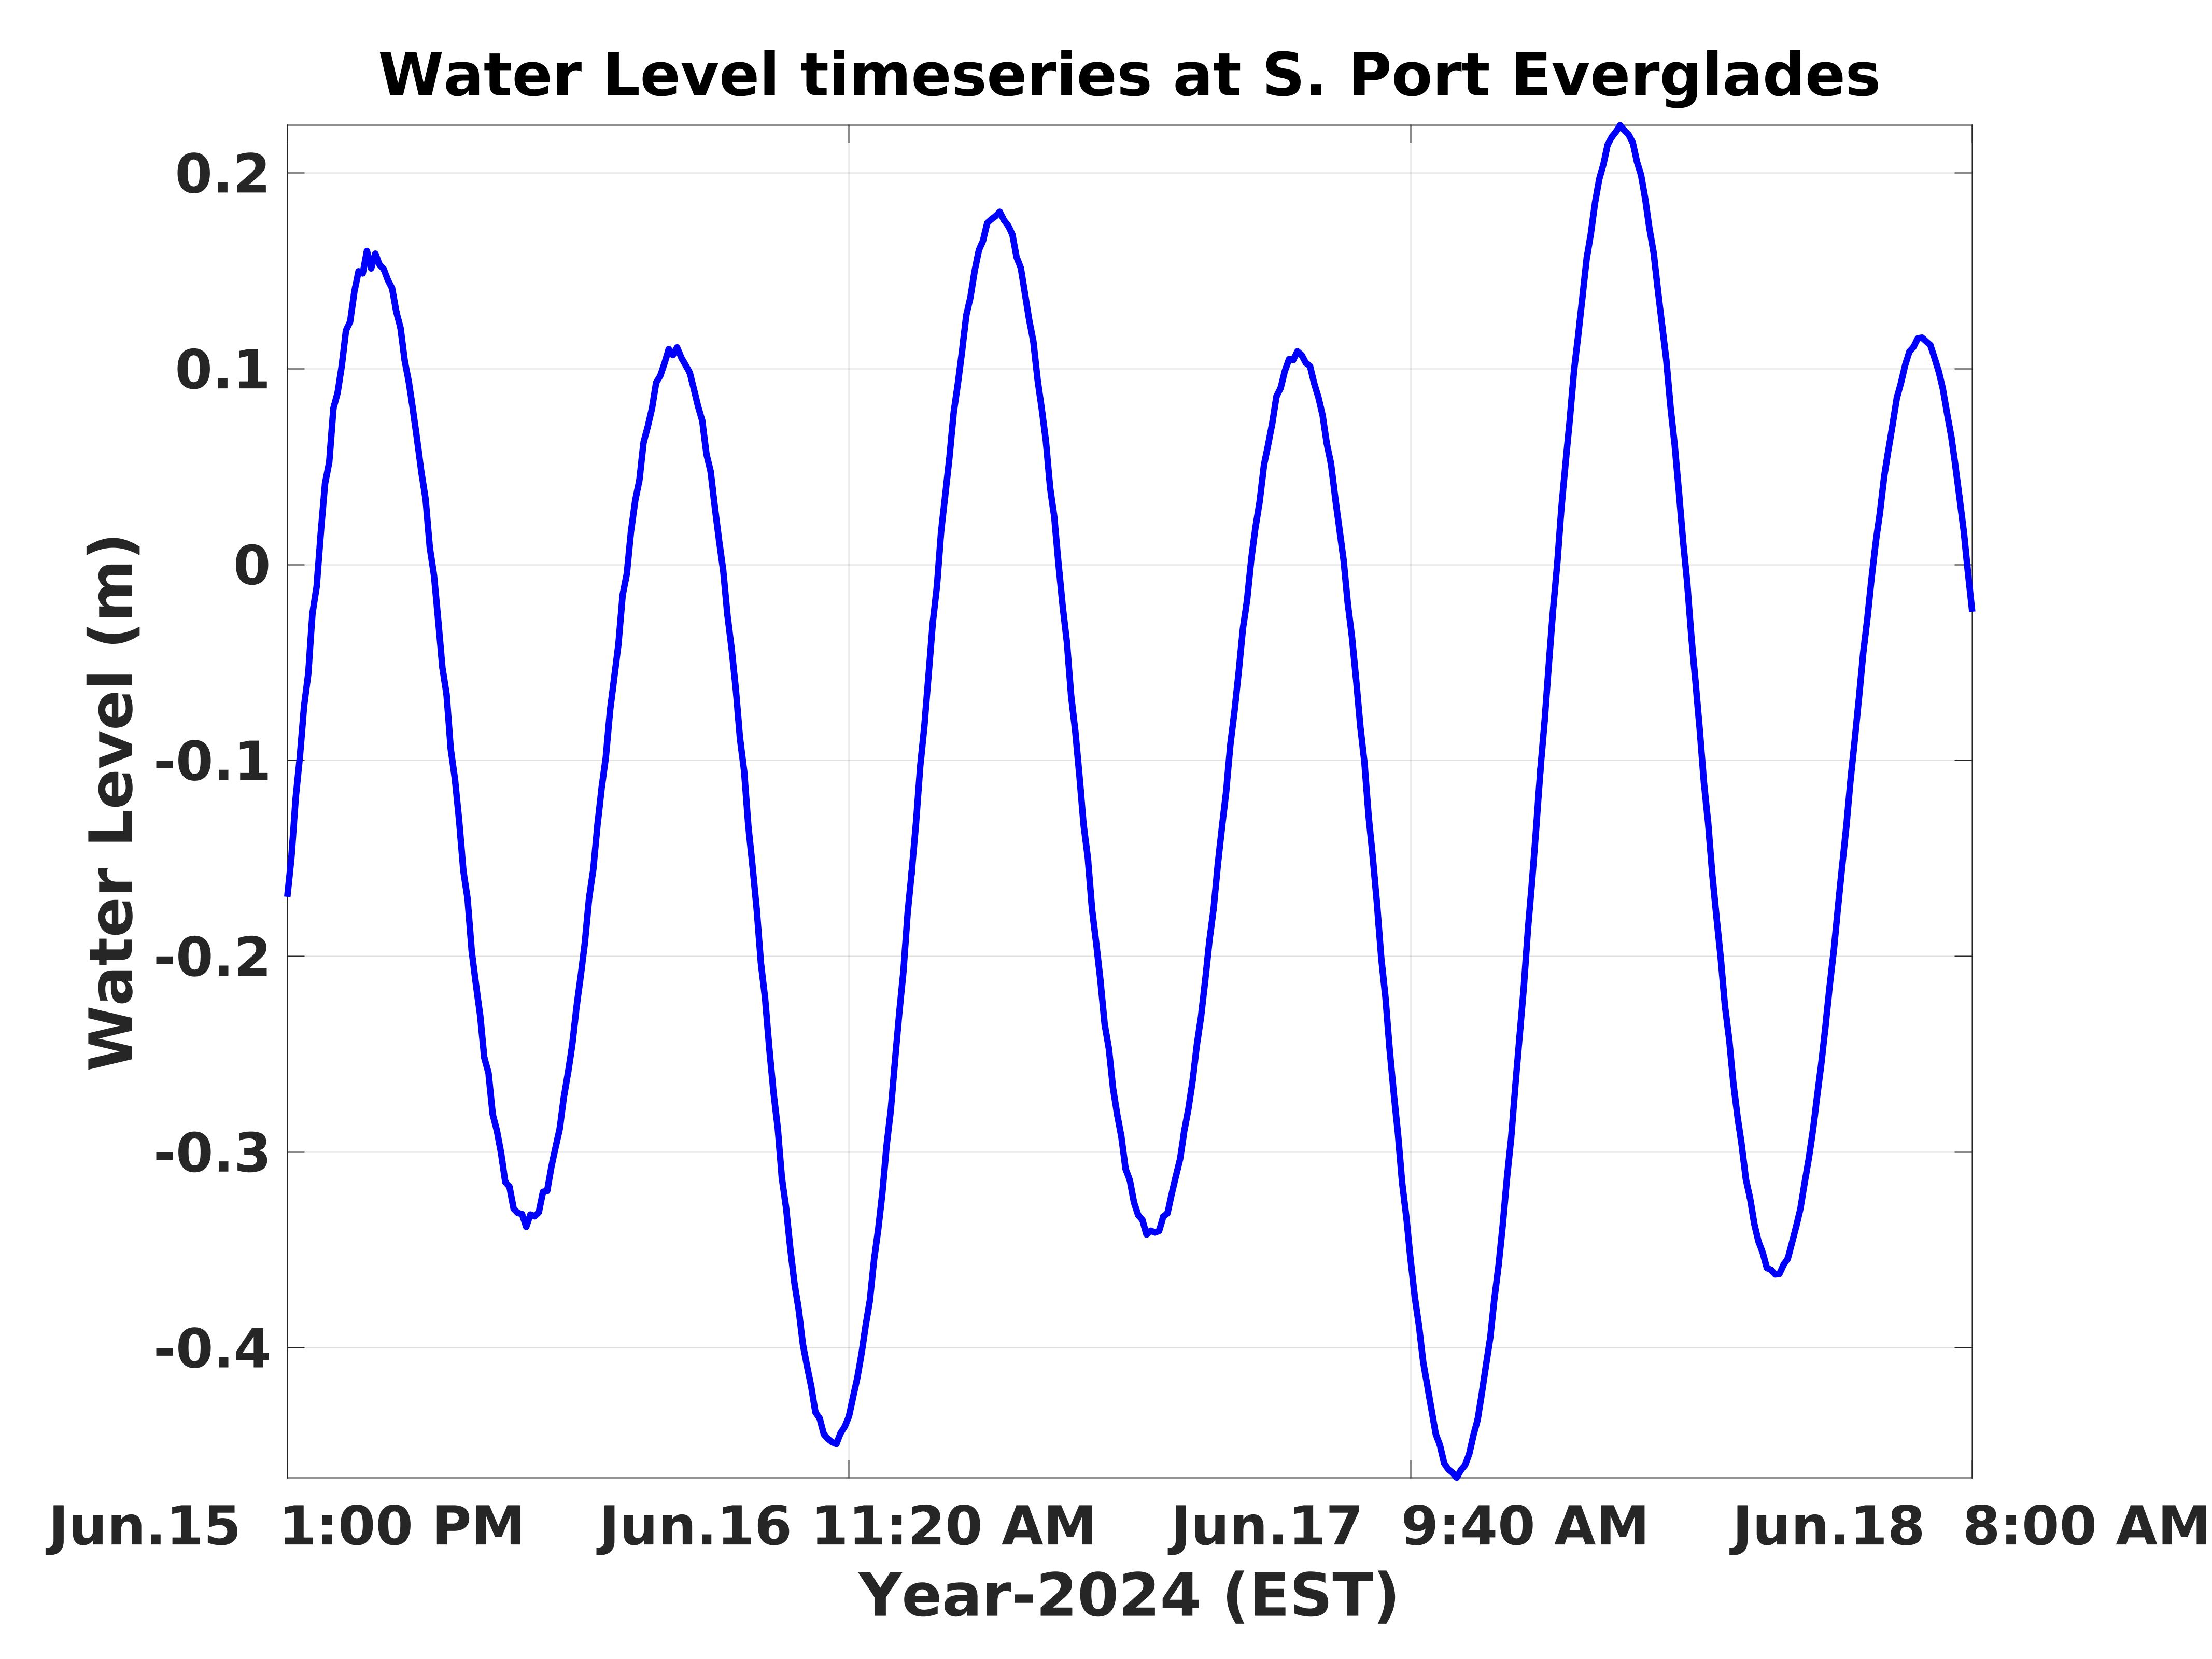 Water Level timeseries at S. Port Everglades
0.2
0.1
0
-0.1
-0.2
-0.3
-0.4
Water Level (m)
Jun.15 1:00 PM
Jun.16 11:20 AM
Jun.17 9:40 AM
Jun.18 8:00 AM
Year-2024 (EST)